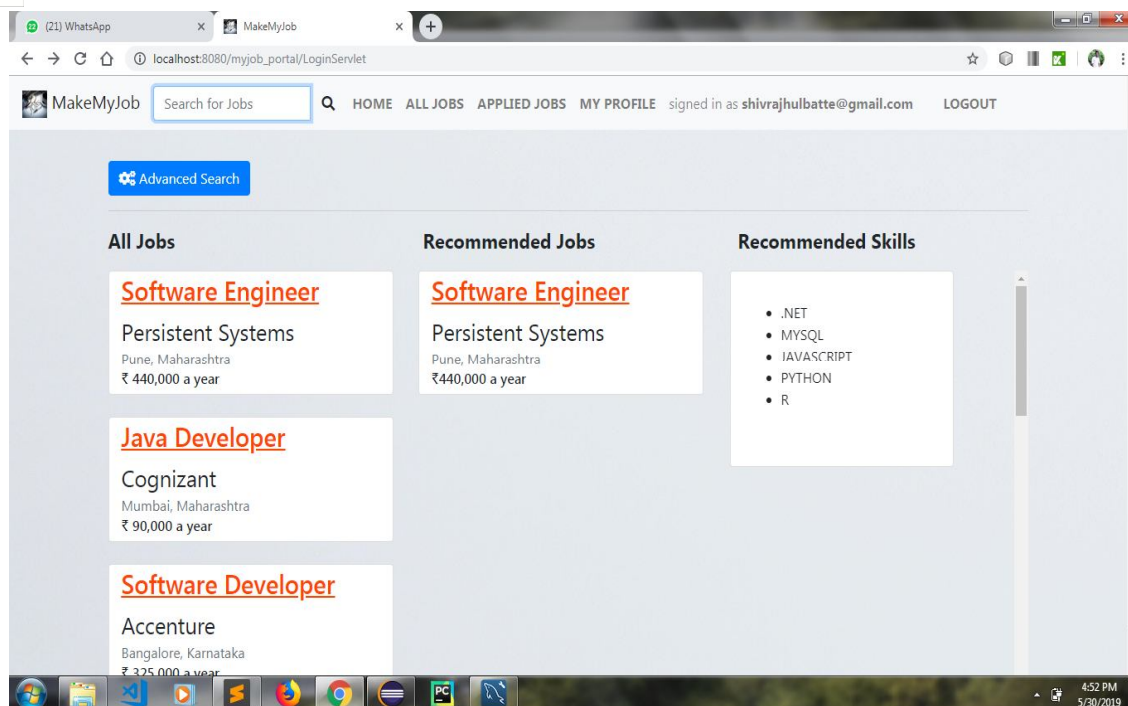 (21) WhatsApp
MakeMyJob
localhost:8080/myjob_portal/LoginServlet
MakeMyJob Search for Jobs HOME ALL JOBS APPLIED JOBS MY PROFILE signed in as shivrajhulbatte@gmail.com LOGOUT
Advanced Search
All Jobs
Software Engineer
Persistent Systems
Pune, Maharashtra
₹ 440,000 a year
Java Developer
Cognizant
Mumbai, Maharashtra
₹ 90,000 a year
Software Developer
Accenture
Bangalore, Karnataka
₹ 325,000 a year
Recommended Jobs
Software Engineer
Persistent Systems
Pune, Maharashtra
₹440,000 a year
Recommended Skills
.NET
MYSQL
JAVASCRIPT
PYTHON
R
PC
4:52 PM
5/30/2019